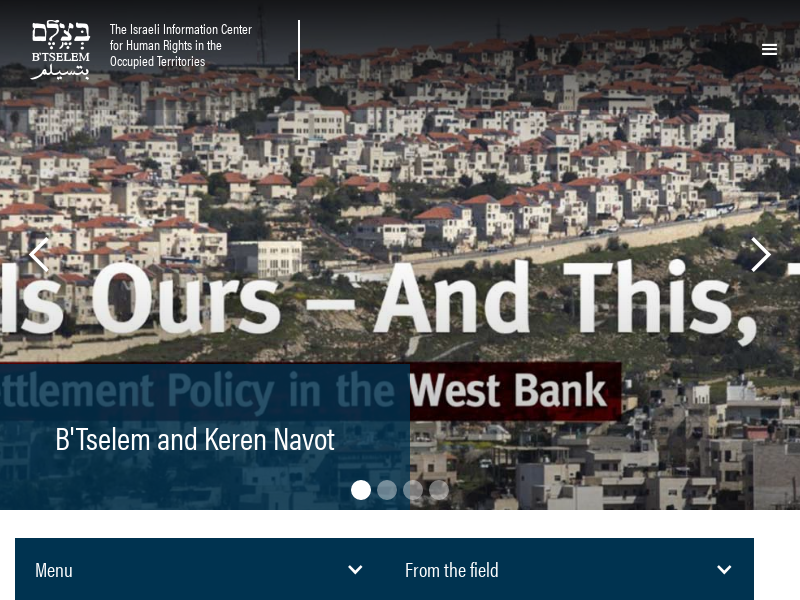 בצלם
B'TSELEM
بتسيلم
The Israeli Information Center
for Human Rights in the
Occupied Territories
Is Ours – And This,
ttlement Policy in the West Bank
B'Tselem and Keren Navot
Menu
From the field